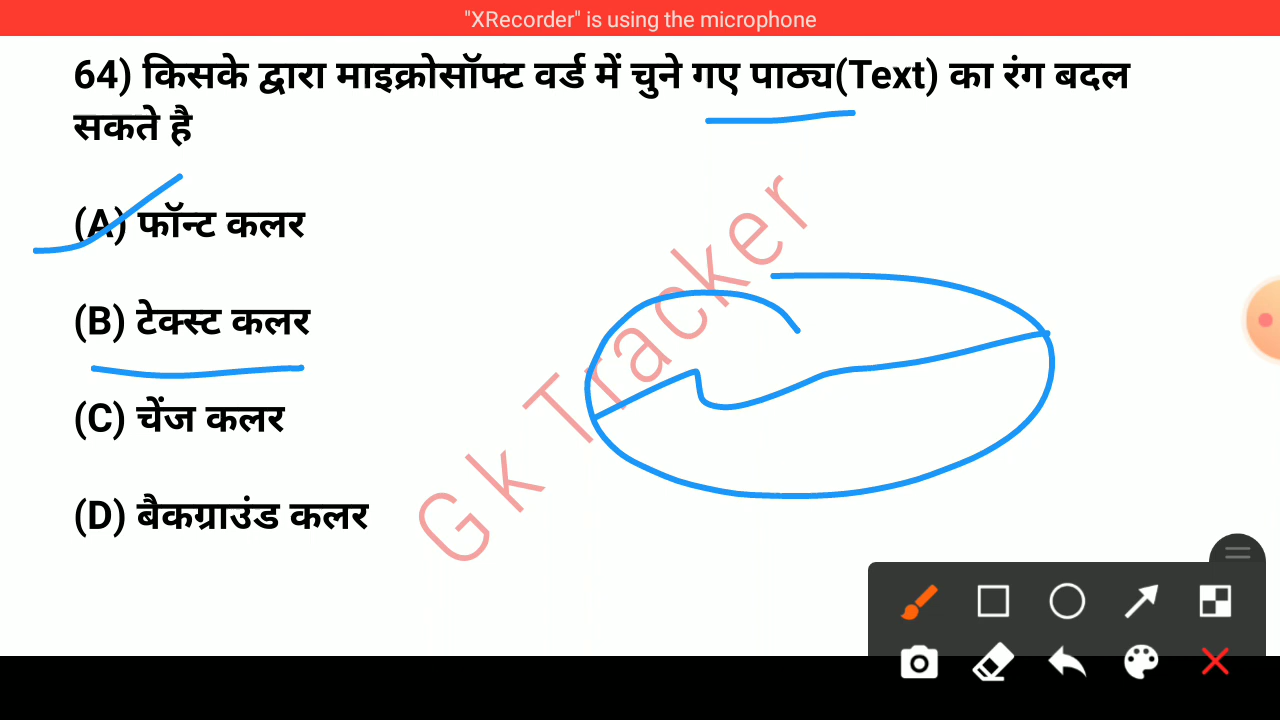 "XRecorder" is using the microphone
64) किसके द्वारा माइक्रोसॉफ्ट वर्ड में चुने गए पाठ्य(Text) का रंग बदल
सकते है
(A) फॉन्ट कलर
(B) टेक्स्ट कलर
(C) चेंज कलर
(D) बैकग्राउंड कलर
Gk Tracker